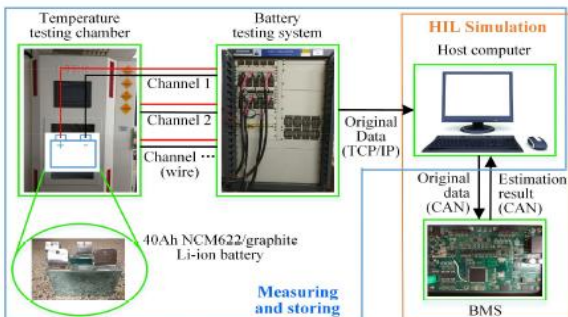 Temperature
testing chamber
Battery
testing system
HIL Simulation
Host computer
Channel 1
Channel 2
Channel ···
(wire)
Original
Data
(TCP/IP)
Original
data
(CAN)
Estimation
result
(CAN)
40Ah NCM622/graphite
Li-ion battery
Measuring
and storing
BMS
+ -